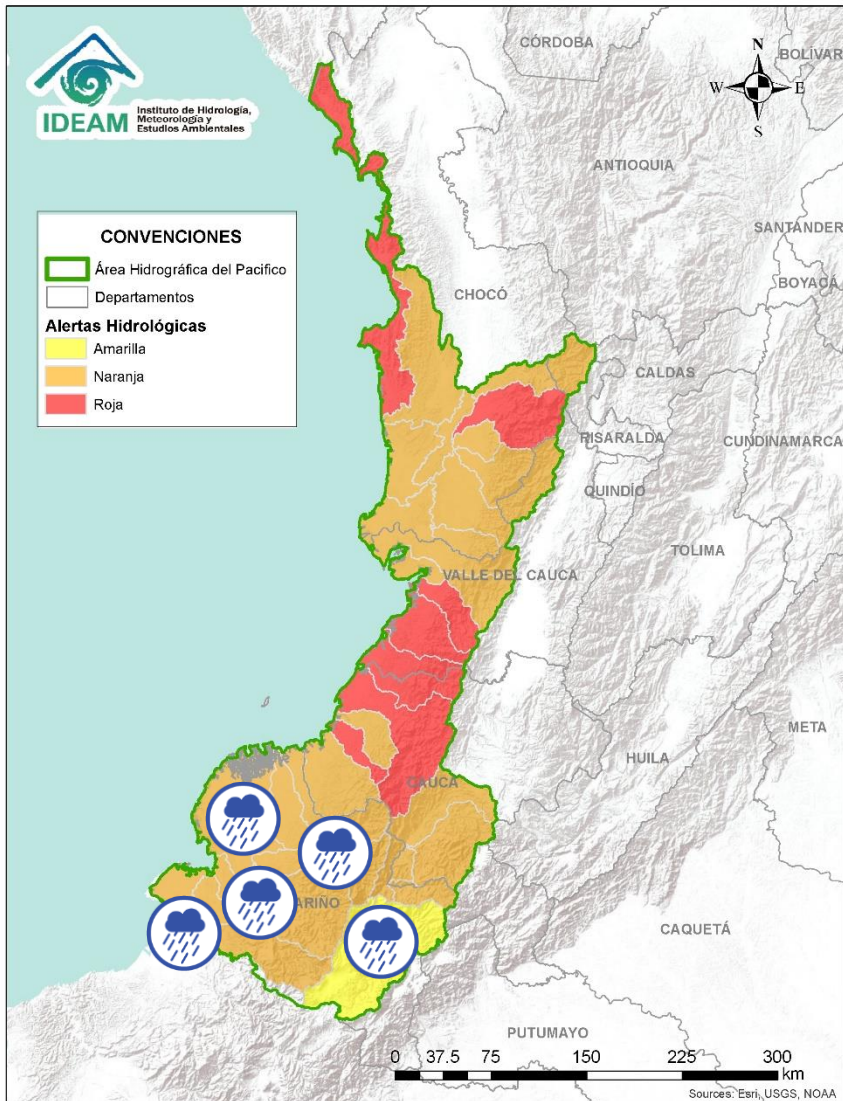 IDEAM
Instituto de Hidrología,
Meteorología y
Estudios Ambientales
CÓRDOBA
BOLÍVAR
N
W
E
S
ANTIOQUIA
CONVENCIONES
Área Hidrográfica del Pacifico
Departamentos
Alertas Hidrológicas
Amarilla
Naranja
Roja
SANTANDER
BOYACÁ
CHOCÓ
CALDAS
RISARALDA
CUNDINAMARCA
QUINDÍO
TOLIMA
VALLE DEL CAUCA
META
HUILA
CAUCA
ARIÑO
CAQUETÁ
PUTUMAYO
0 37.5 75 150 225 300
km
Sources: Esri, USGS, NOAA